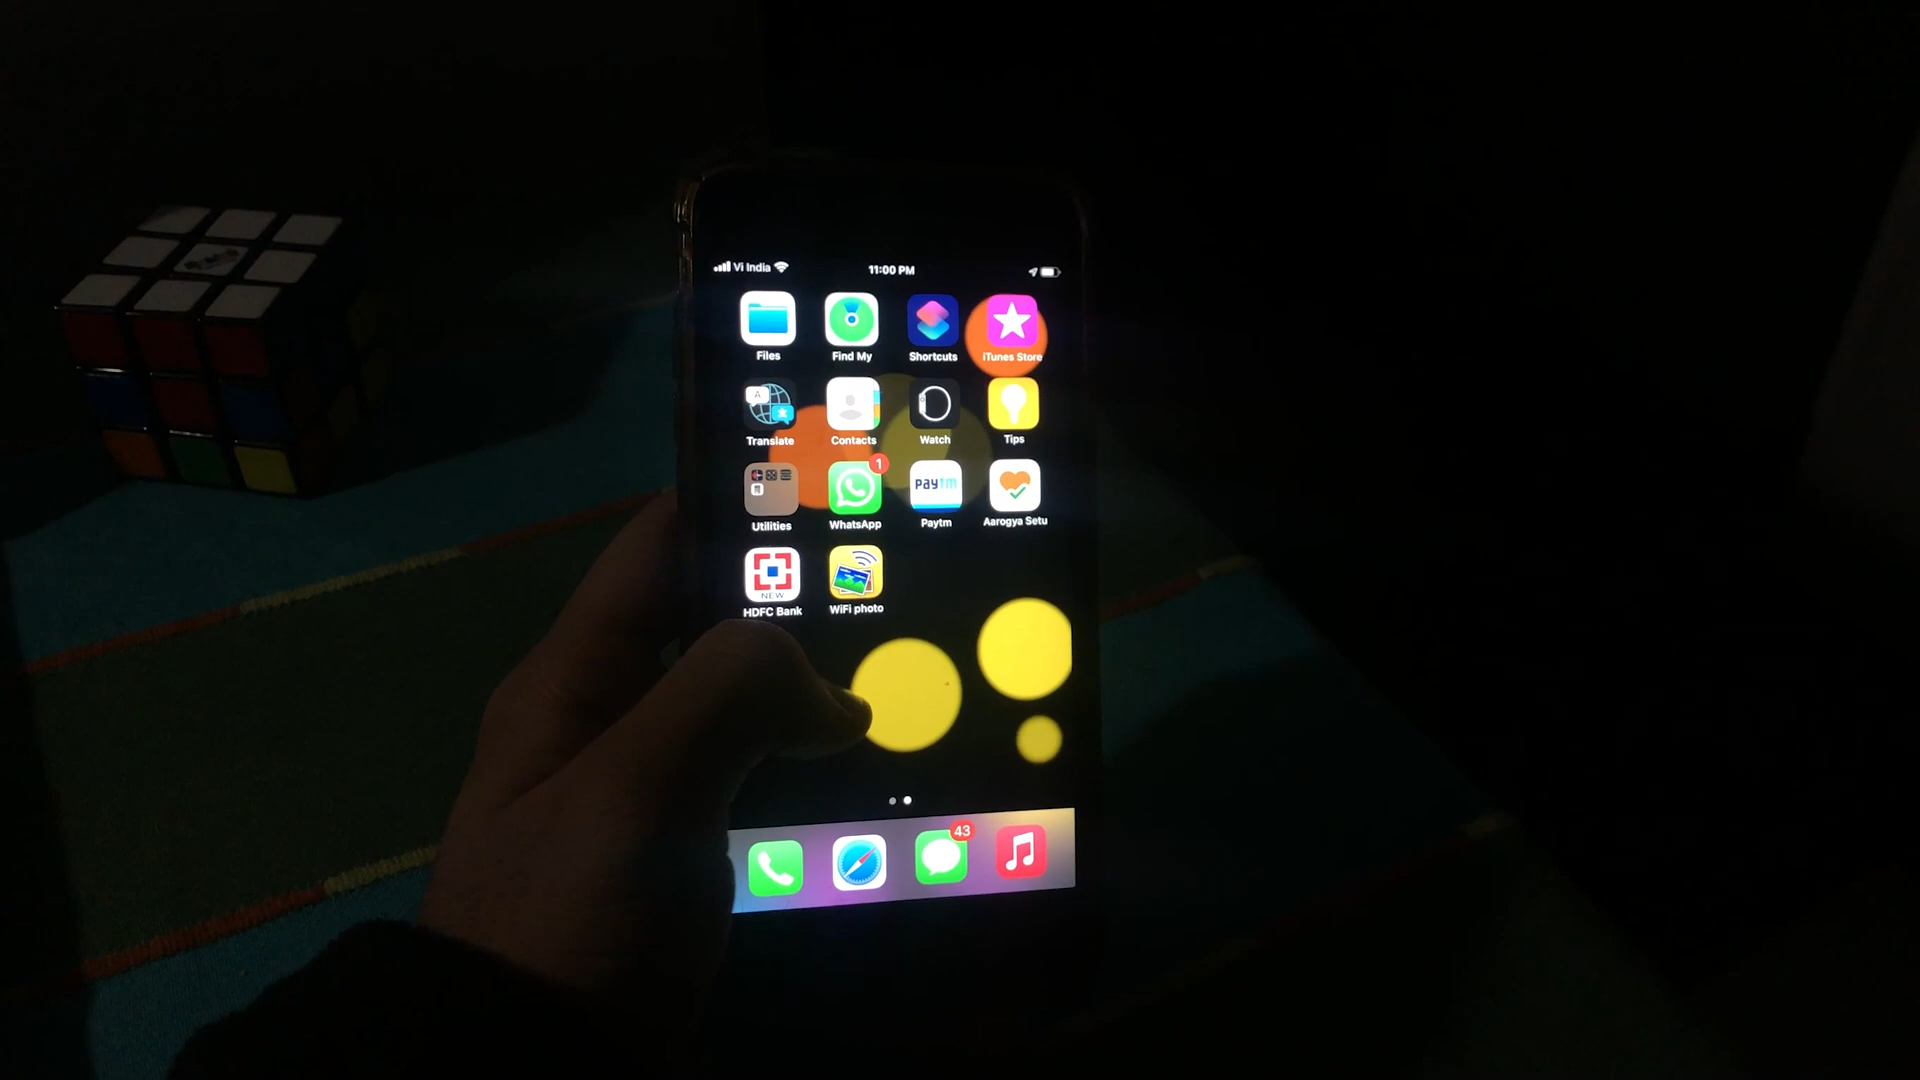 Vi India 11:00 PM
Files Find My Shortcuts iTunes Store
Translate Contacts Watch Tips
1
paytm
Utilities WhatsApp Paytm Aarogya Setu
NEW
HDFC Bank WiFi photo
43